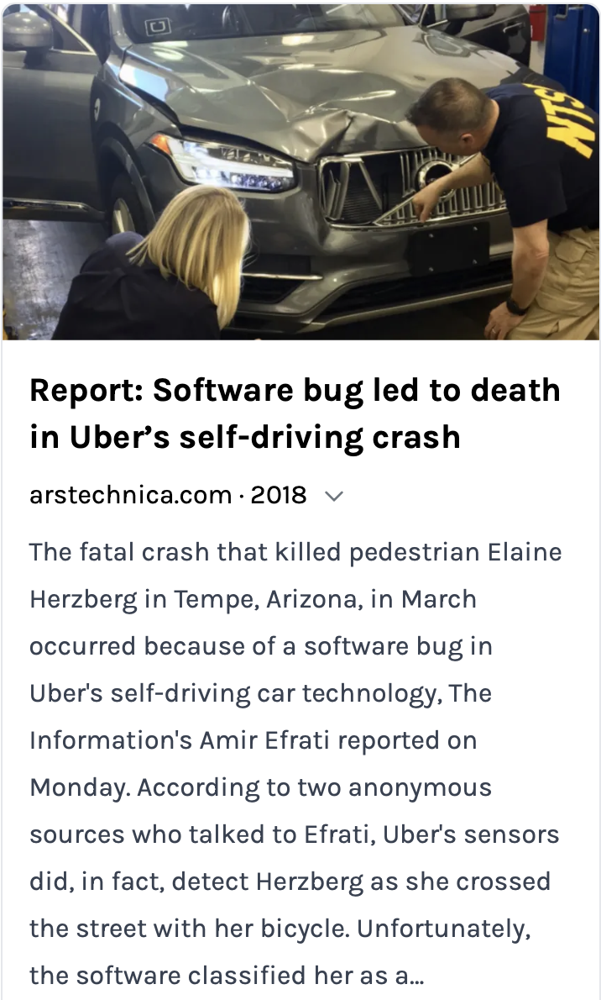 NTS
Report: Software bug led to death
in Uber’s self-driving crash
arstechnica.com · 2018
The fatal crash that killed pedestrian Elaine
Herzberg in Tempe, Arizona, in March
occurred because of a software bug in
Uber's self-driving car technology, The
Information's Amir Efrati reported on
Monday. According to two anonymous
sources who talked to Efrati, Uber's sensors
did, in fact, detect Herzberg as she crossed
the street with her bicycle. Unfortunately,
the software classified her as a...